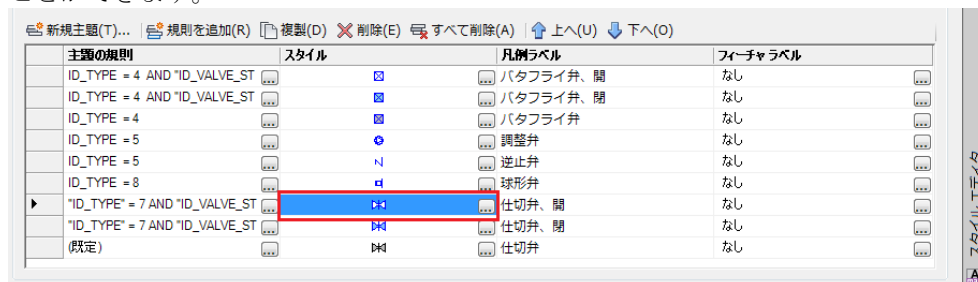 ことができます。
新規主題(T)... 規則を追加(R) 複製(D) 削除(E) すべて削除(A) 上へ(U) 下へ(O)
主題の規則 スタイル 凡例ラベル フィーチャ ラベル
ID_TYPE = 4 AND "ID_VALVE_ST ... ... バタフライ弁、開 なし ...
ID_TYPE = 4 AND "ID_VALVE_ST ... ... バタフライ弁、閉 なし ...
ID_TYPE = 4 ... ... バタフライ弁 なし ...
ID_TYPE = 5 ... ... 調整弁 なし ...
ID_TYPE = 5 ... ... 逆止弁 なし ...
ID_TYPE = 8 ... ... 球形弁 なし ...
"ID_TYPE" = 7 AND "ID_VALVE_ST ... ... 仕切弁、開 なし ...
"ID_TYPE" = 7 AND "ID_VALVE_ST ... ... 仕切弁、閉 なし ...
(既定) ... ... 仕切弁 なし ...
スタイル エディタ